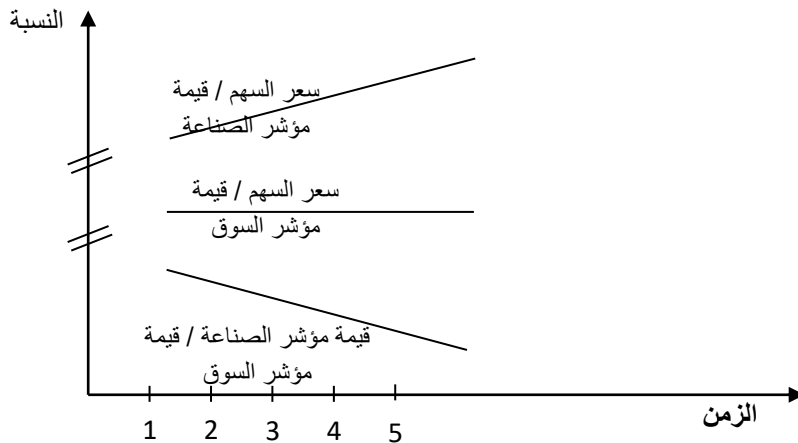 النسبة
سعر السهم / قيمة
مؤشر الصناعة
سعر السهم / قيمة
مؤشر السوق
قيمة مؤشر الصناعة / قيمة
مؤشر السوق
الزمن
1 2 3 4 5